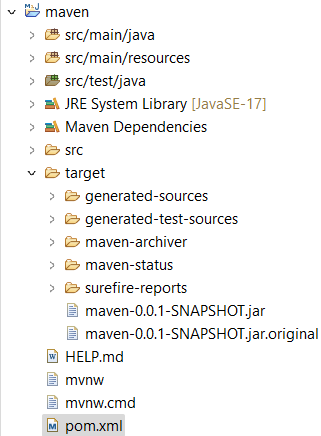 maven
src/main/java
src/main/resources
src/test/java
JRE System Library [JavaSE-17]
Maven Dependencies
src
target
generated-sources
generated-test-sources
maven-archiver
maven-status
surefire-reports
maven-0.0.1-SNAPSHOT.jar
maven-0.0.1-SNAPSHOT.jar.original
HELP.md
mvnw
mvnw.cmd
pom.xml